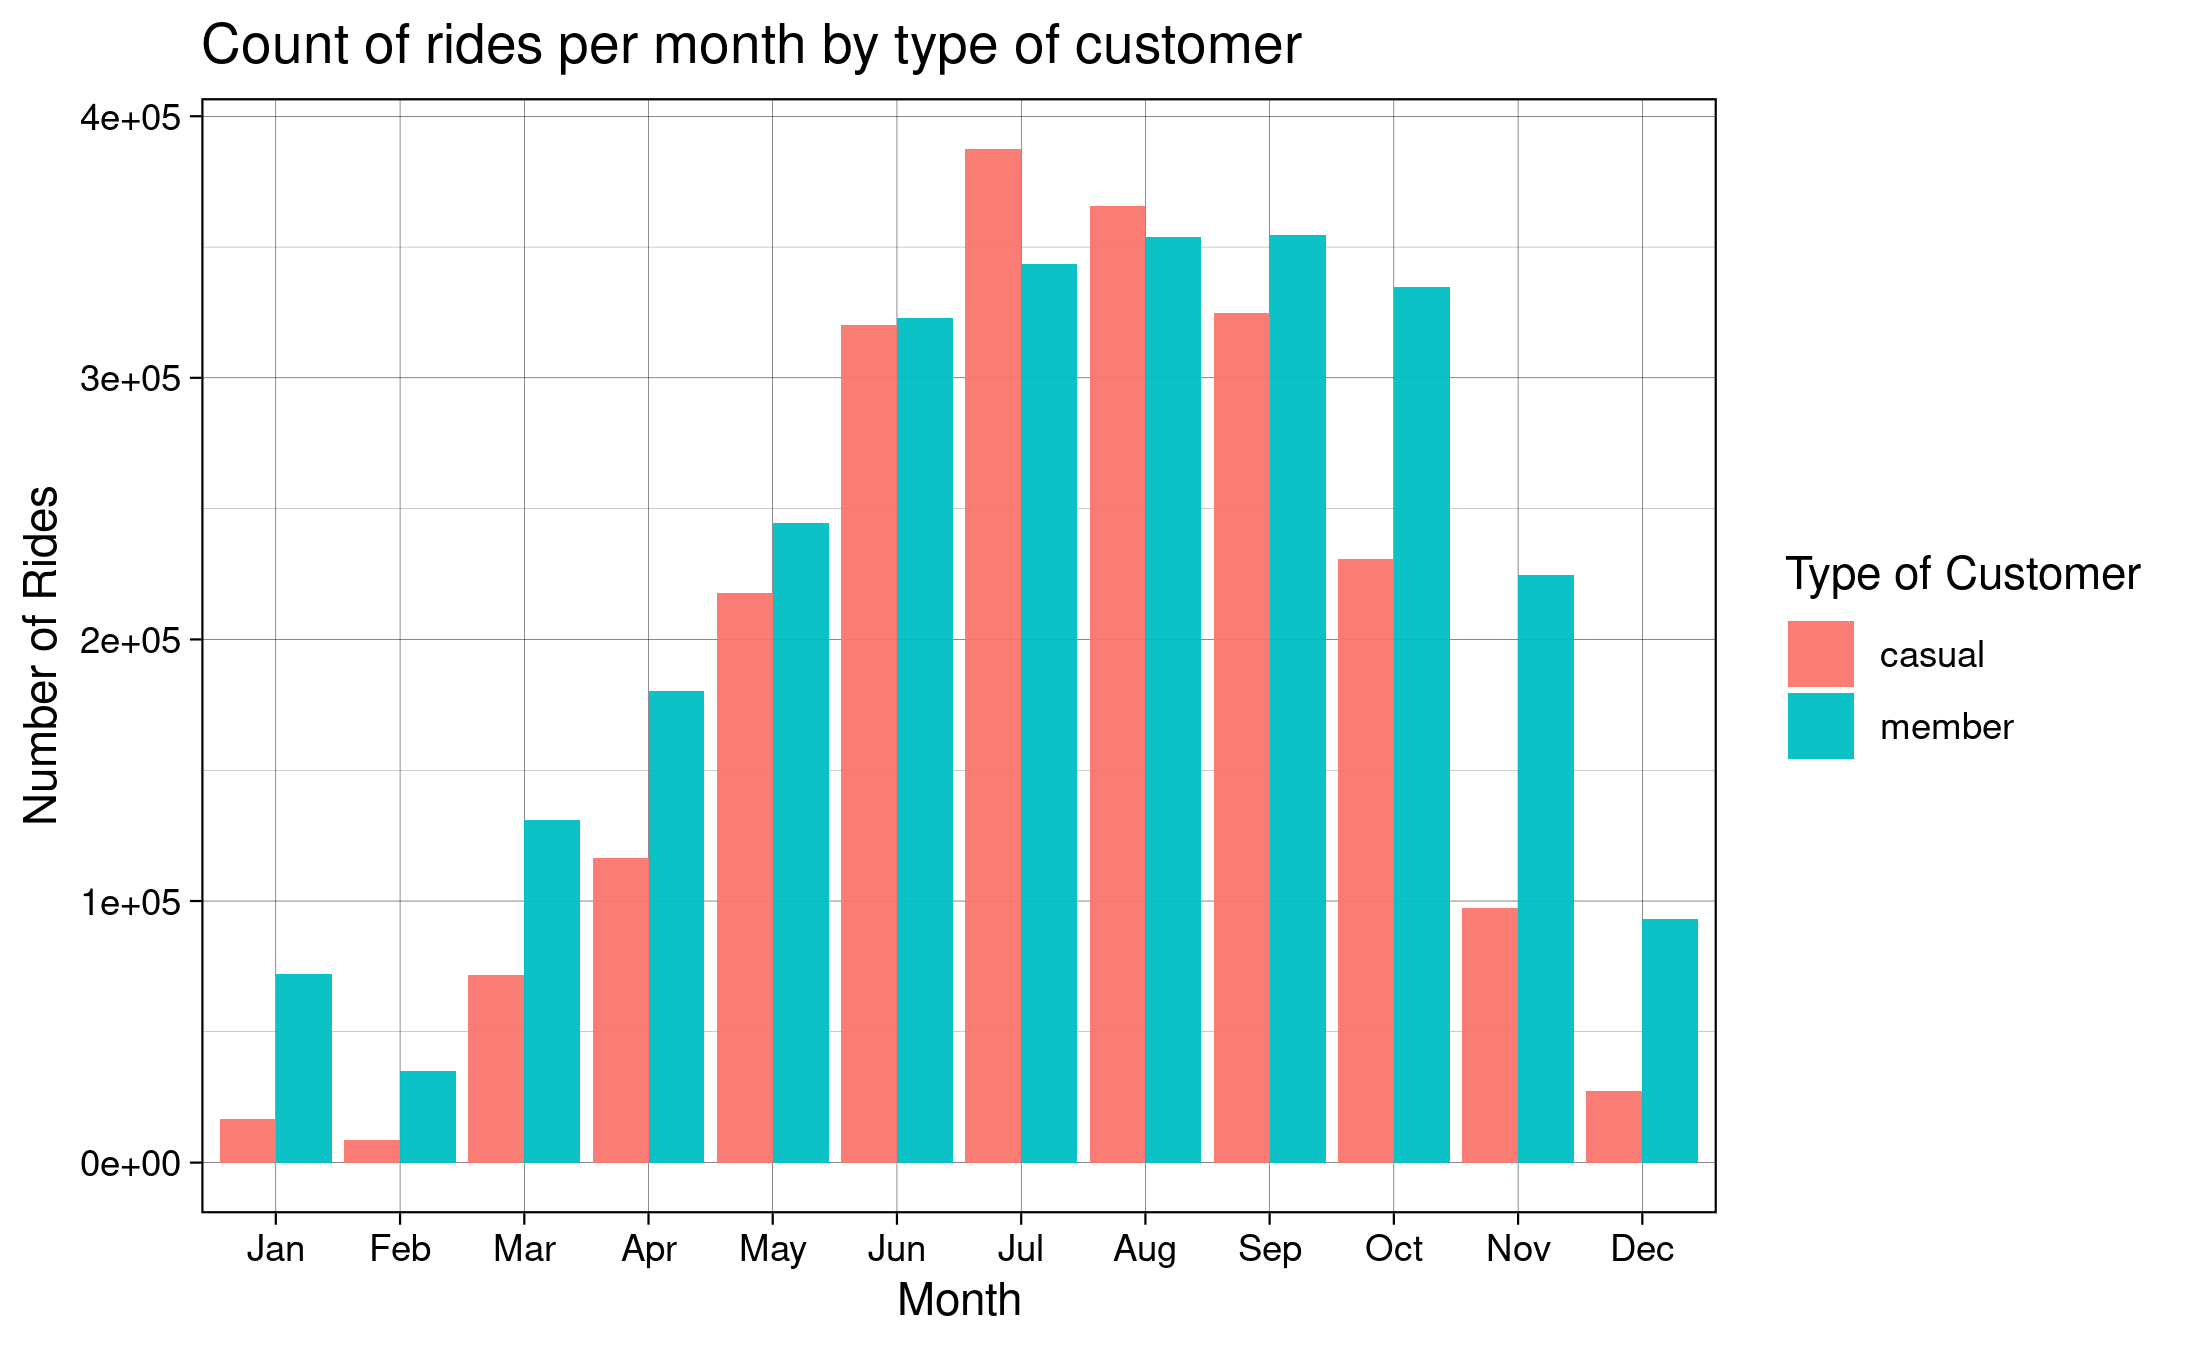 Count of rides per month by type of customer
Number of Rides
4e+05
3e+05
2e+05
1e+05
0e+00
Jan Feb Mar Apr May Jun Jul Aug Sep Oct Nov Dec
Month
Type of Customer
casual
member